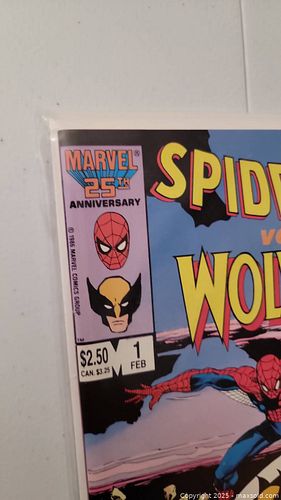 MARVEL®
25TH
ANNIVERSARY
© 1986 MARVEL COMICS GROUP
TM
$2.50
CAN. $3.25
1
FEB
SPID
WOL
Copyright 2025 - maxsold.com